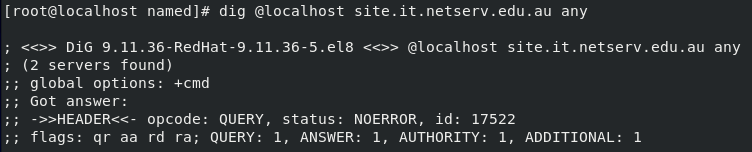 [root@localhost named]# dig @localhost site.it.netserv.edu.au any
; <<>> DiG 9.11.36-RedHat-9.11.36-5.el8 <<>> @localhost site.it.netserv.edu.au any
; (2 servers found)
;; global options: +cmd
;; Got answer:
;; ->>HEADER<<- opcode: QUERY, status: NOERROR, id: 17522
;; flags: qr aa rd ra; QUERY: 1, ANSWER: 1, AUTHORITY: 1, ADDITIONAL: 1